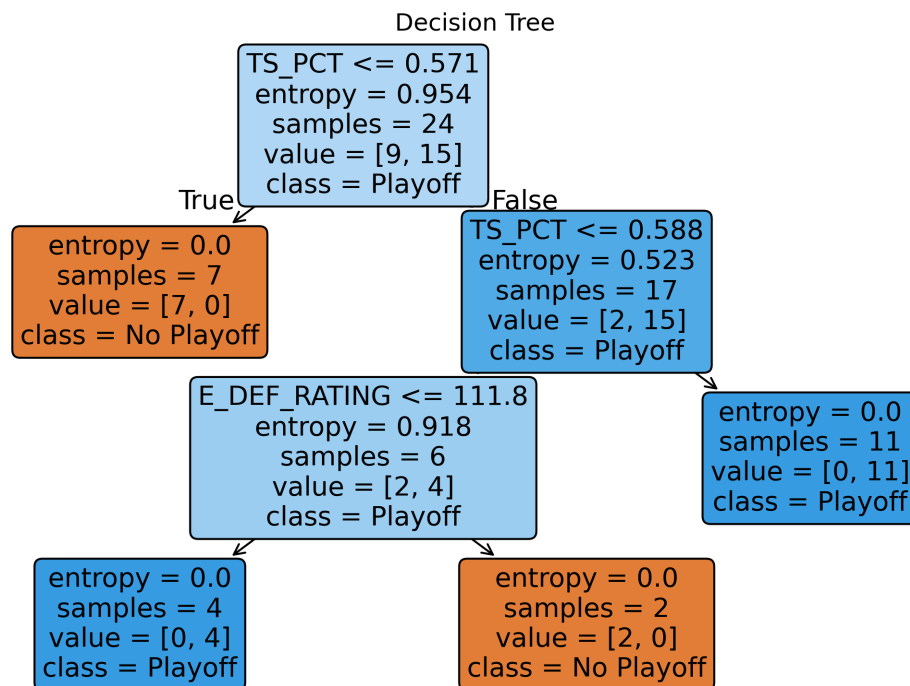 Decision Tree
TS_PCT <= 0.571
entropy = 0.954
samples = 24
value = [9, 15]
class = Playoff
True
False
entropy = 0.0
samples = 7
value = [7, 0]
class = No Playoff
TS_PCT <= 0.588
entropy = 0.523
samples = 17
value = [2, 15]
class = Playoff
E_DEF_RATING <= 111.8
entropy = 0.918
samples = 6
value = [2, 4]
class = Playoff
entropy = 0.0
samples = 11
value = [0, 11]
class = Playoff
entropy = 0.0
samples = 4
value = [0, 4]
class = Playoff
entropy = 0.0
samples = 2
value = [2, 0]
class = No Playoff